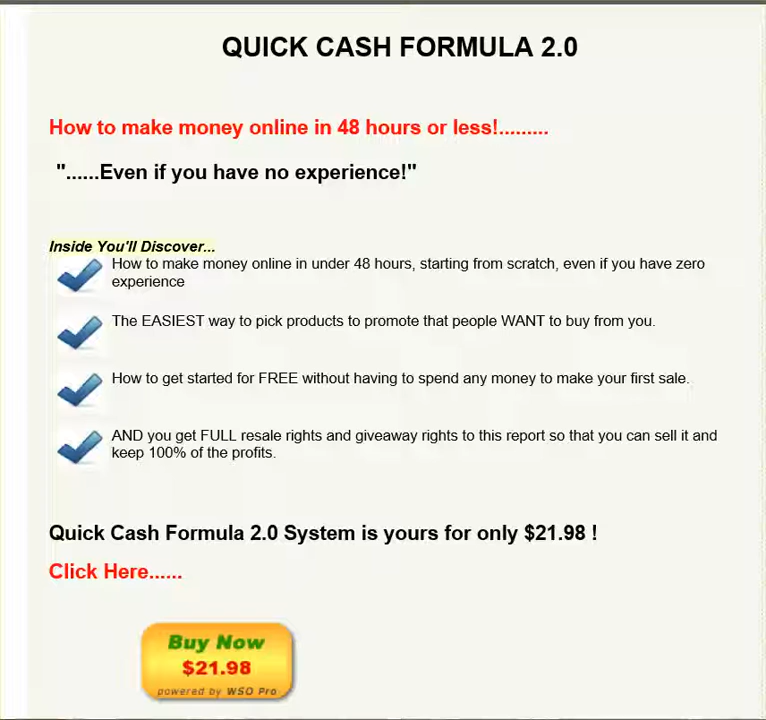 QUICK CASH FORMULA 2.0
How to make money online in 48 hours or less!.........
"......Even if you have no experience!"
Inside You'll Discover...
How to make money online in under 48 hours, starting from scratch, even if you have zero
experience
The EASIEST way to pick products to promote that people WANT to buy from you.
How to get started for FREE without having to spend any money to make your first sale.
AND you get FULL resale rights and giveaway rights to this report so that you can sell it and
keep 100% of the profits.
Quick Cash Formula 2.0 System is yours for only $21.98 !
Click Here......
Buy Now
$21.98
powered by WSO Pro